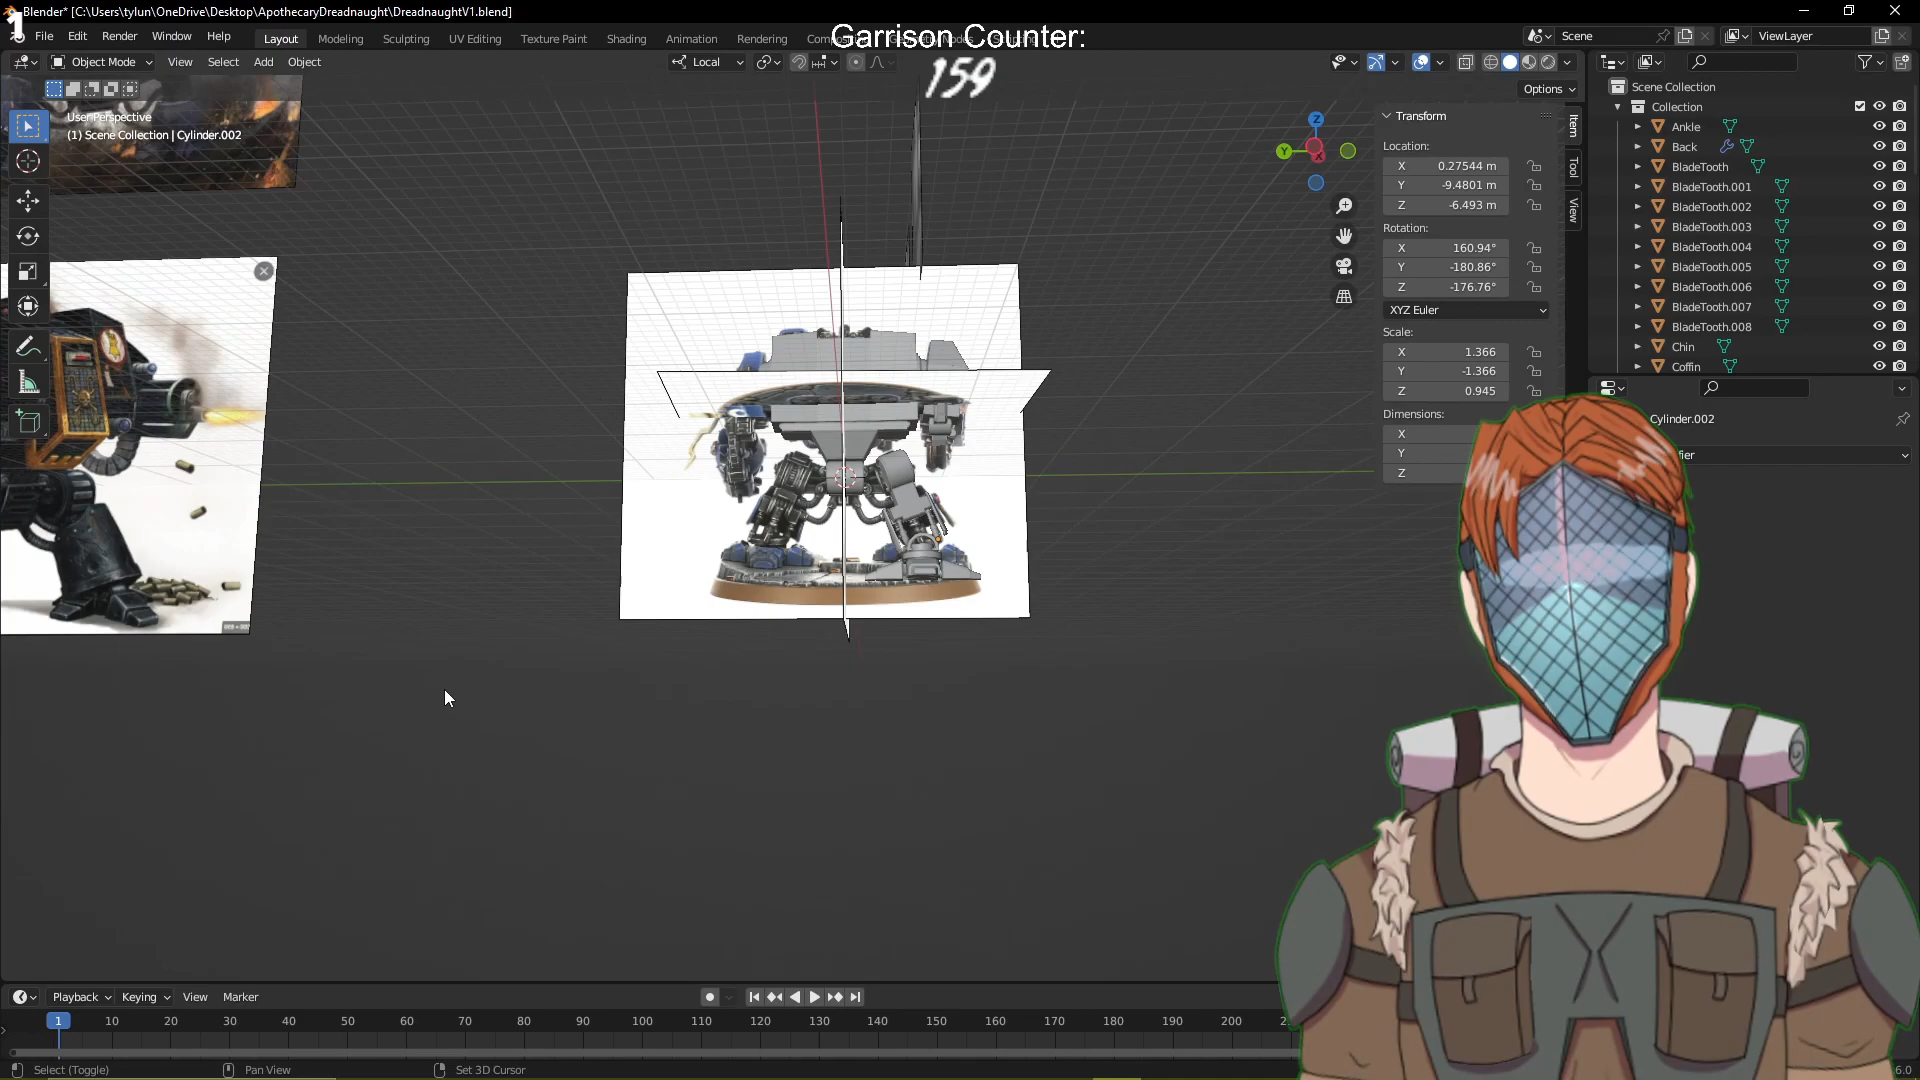 Blender* [C:\Users\tylun\OneDrive\Desktop\ApothecaryDreadnaught\DreadnaughtV1.blend]
1
File Edit Render Window Help
Layout Modeling Sculpting UV Editing Texture Paint Shading Animation Rendering
Garrison Counter:
159
Scene
ViewLayer
Object Mode View Select Add Object
Local
Options
User Perspective
(1) Scene Collection | Cylinder.002
Z
Y
X
Item
Tool
View
Transform
Location:
X 0.27544 m
Y -9.4801 m
Z -6.493 m
Rotation:
X 160.94°
Y -180.86°
Z -176.76°
XYZ Euler
Scale:
X 1.366
Y -1.366
Z 0.945
Dimensions:
X
Y
Z
Scene Collection
Collection
Ankle
Back
BladeTooth
BladeTooth.001
BladeTooth.002
BladeTooth.003
BladeTooth.004
BladeTooth.005
BladeTooth.006
BladeTooth.007
BladeTooth.008
Chin
Coffin
Cylinder.002
Playback Keying View Marker
1 10 20 30 40 50 60 70 80 90 100 110 120 130 140 150 160 170 180 190 200
Select (Toggle) Pan View Set 3D Cursor